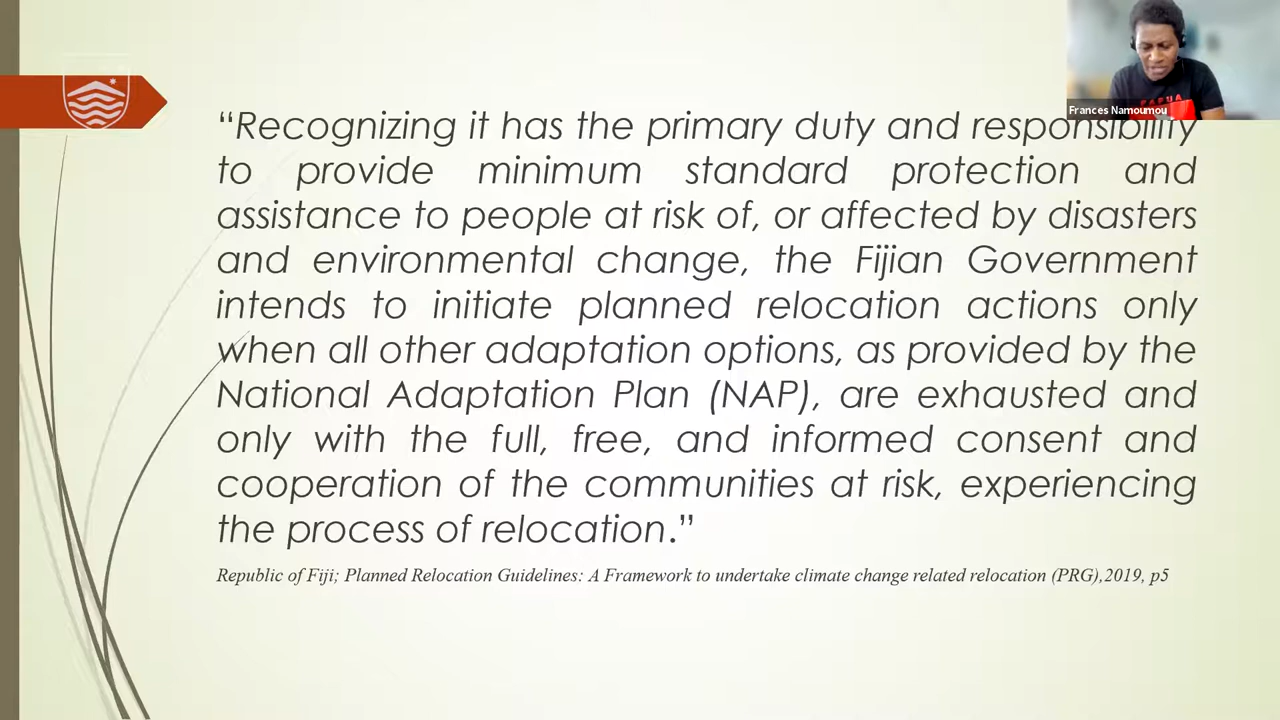 Frances Namoumou
“Recognizing it has the primary duty and responsibility
to provide minimum standard protection and
assistance to people at risk of, or affected by disasters
and environmental change, the Fijian Government
intends to initiate planned relocation actions only
when all other adaptation options, as provided by the
National Adaptation Plan (NAP), are exhausted and
only with the full, free, and informed consent and
cooperation of the communities at risk, experiencing
the process of relocation.”
Republic of Fiji; Planned Relocation Guidelines: A Framework to undertake climate change related relocation (PRG),2019, p5